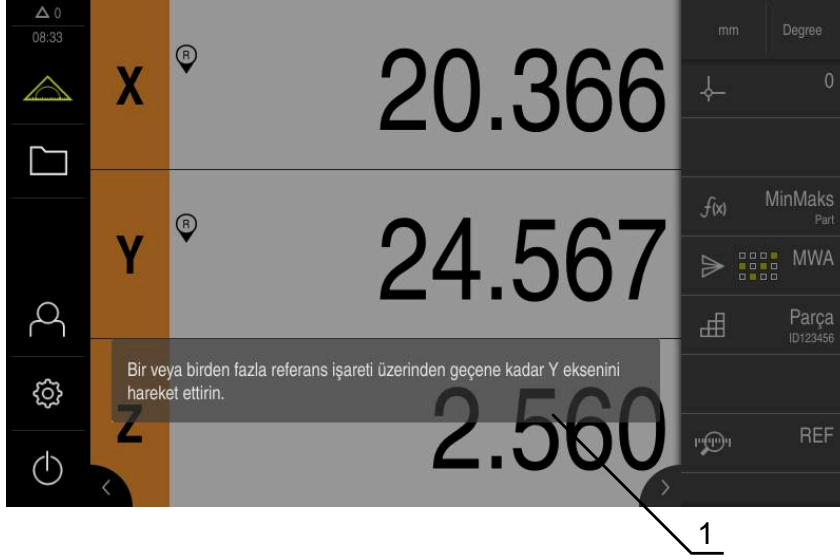 0
08:33
X
R
20.366
Y
R
24.567
Z
2.560
Bir veya birden fazla referans işareti üzerinden geçene kadar Y eksenini
hareket ettirin.
mm
Degree
0
f(x)
MinMaks
Part
MWA
Parça
ID123456
REF
1